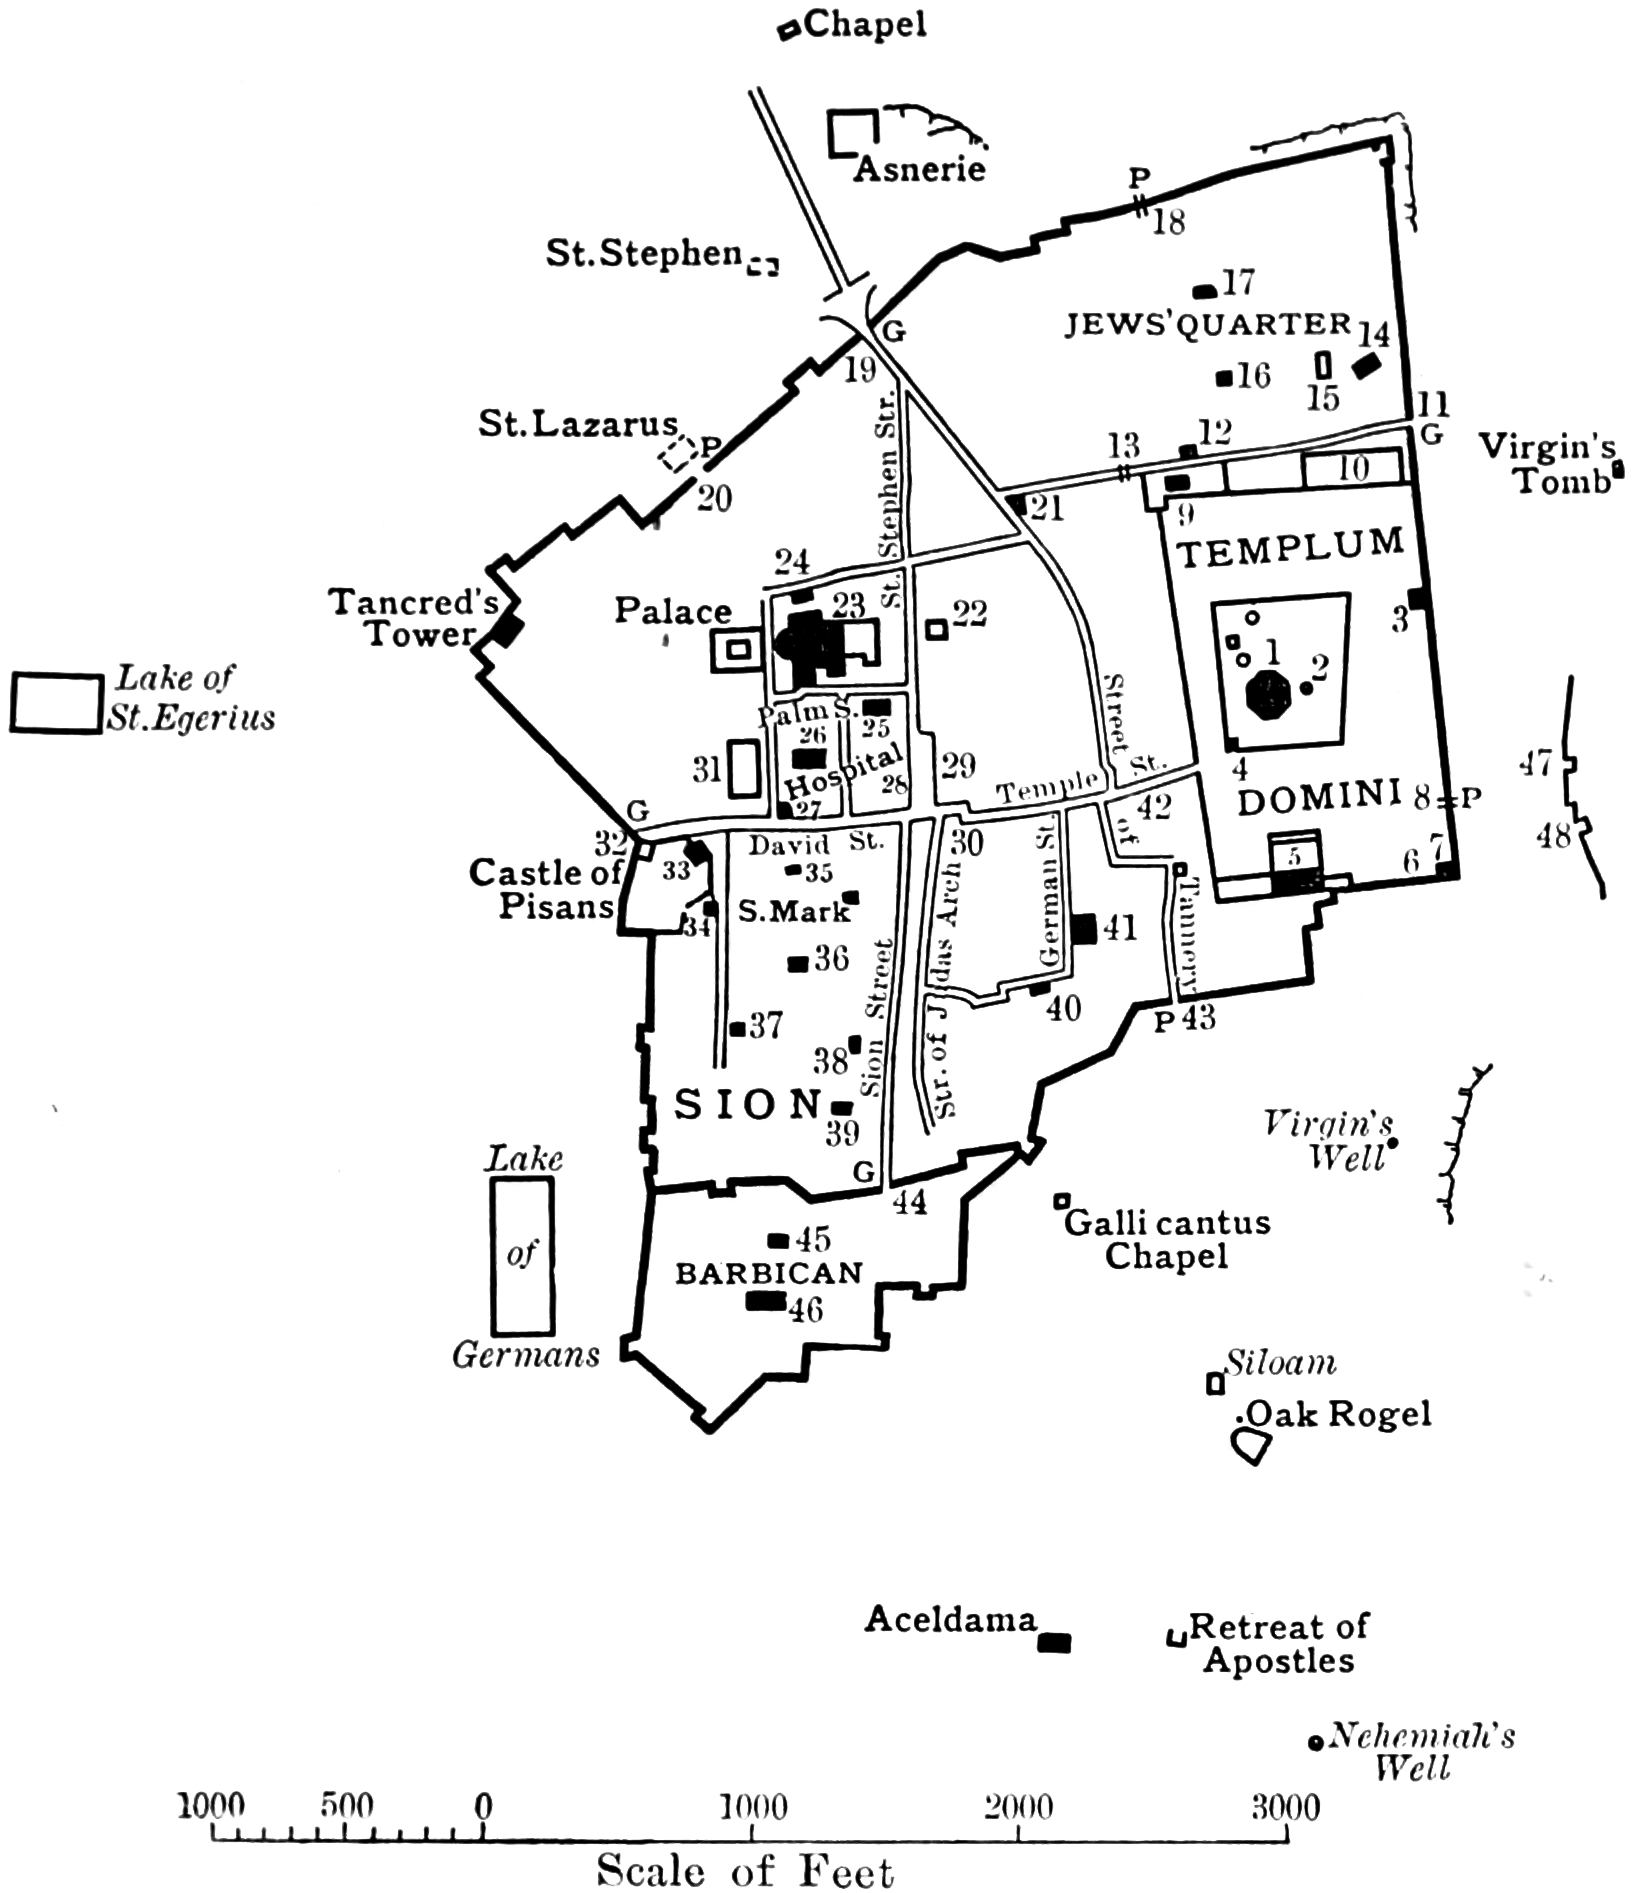 Chapel
Asnerie
P
18
St. Stephen
17
JEWS' QUARTER
14
G
19
16
15
11
G
St. Lazarus
P
20
St. Stephen Str.
13
12
10
Virgin's
Tomb
21
9
TEMPLUM
24
Tancred's
Tower
Palace
23
St.
22
3
1
2
Lake of
St. Egerius
Palm S.
25
26
Street
31
Hospital
28
29
Temple
St.
4
47
27
42
DOMINI
8
P
G
32
David St.
30
of
48
Castle of
Pisans
33
35
5
6
7
34
S. Mark
German St.
41
Tannery
36
Str. of Judas Arch
Sion Street
37
40
P
43
38
SION
39
Virgin's
Well
Lake
of
Germans
G
44
Galli cantus
Chapel
45
BARBICAN
46
Siloam
Oak Rogel
Aceldama
Retreat of
Apostles
Nehemiah's
Well
1000 500 0 1000 2000 3000
Scale of Feet